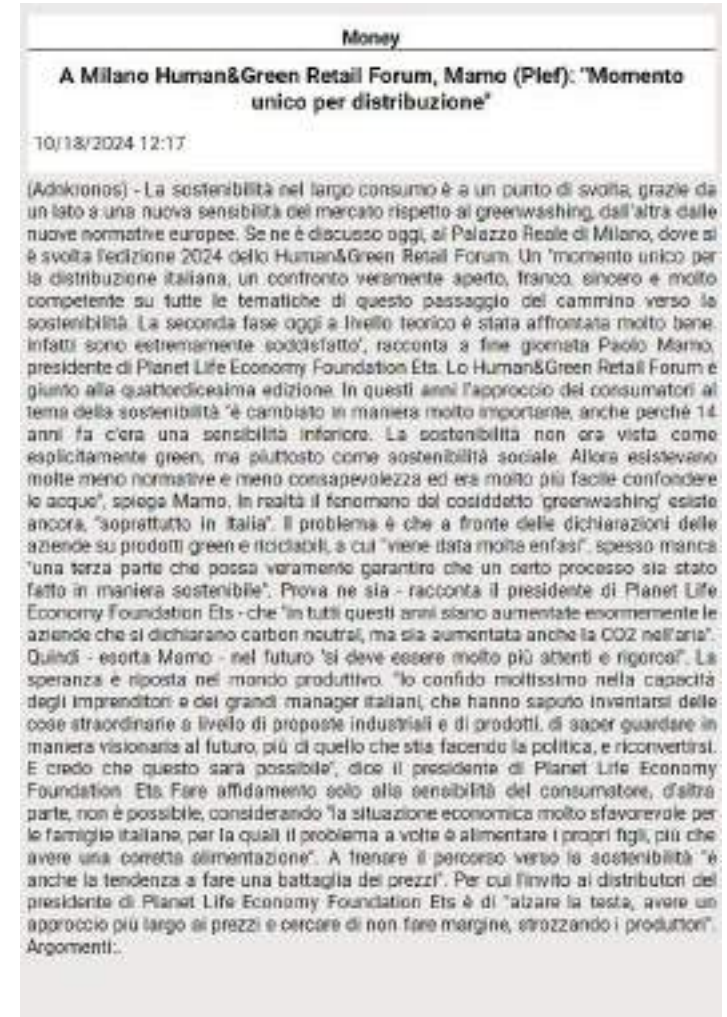 Money
A Milano Human&Green Retail Forum, Mamo (Plef): "Momento
unico per distribuzione"
10/18/2024 12:17
(Adnkronos) - La sostenibilità nel largo consumo è a un punto di svolta, grazie da
un lato a una nuova sensibilità del mercato rispetto al greenwashing, dall'altra dalle
nuove normative europee. Se ne è discusso oggi, al Palazzo Reale di Milano, dove si
è svolta l'edizione 2024 dello Human&Green Retail Forum. Un "momento unico per
la distribuzione italiana, un confronto veramente aperto, franco, sincero e molto
competente su tutte le tematiche di questo passaggio del cammino verso la
sostenibilità. La seconda fase oggi a livello teorico è stata affrontata molto bene,
infatti sono estremamente soddisfatto", racconta a fine giornata Paolo Mamo,
presidente di Planet Life Economy Foundation Ets. Lo Human&Green Retail Forum è
giunto alla quattordicesima edizione. In questi anni l'approccio dei consumatori al
tema della sostenibilità "è cambiato in maniera molto importante, anche perché 14
anni fa c'era una sensibilità inferiore. La sostenibilità non era vista come
esplicitamente green, ma piuttosto come sostenibilità sociale. Allora esistevano
molte meno normative e meno consapevolezza ed era molto più facile confondere
le acque", spiega Mamo. In realtà il fenomeno del cosiddetto 'greenwashing' esiste
ancora, "soprattutto in Italia". Il problema è che a fronte delle dichiarazioni delle
aziende su prodotti green e riciclabili, a cui "viene data molta enfasi", spesso manca
"una terza parte che possa veramente garantire che un certo processo sia stato
fatto in maniera sostenibile". Prova ne sia - racconta il presidente di Planet Life
Economy Foundation Ets - che "in tutti questi anni siano aumentate enormemente le
aziende che si dichiarano carbon neutral, ma sia aumentata anche la CO2 nell'aria".
Quindi - esorta Mamo - nel futuro "si deve essere molto più attenti e rigorosi". La
speranza è riposta nel mondo produttivo. "Io confido moltissimo nella capacità
degli imprenditori e dei grandi manager italiani, che hanno saputo inventarsi delle
cose straordinarie a livello di proposte industriali e di prodotti, di saper guardare in
maniera visionaria al futuro, più di quello che stia facendo la politica, e riconvertirsi.
E credo che questo sarà possibile", dice il presidente di Planet Life Economy
Foundation Ets. Fare affidamento solo alla sensibilità del consumatore, d'altra
parte, non è possibile, considerando "la situazione economica molto sfavorevole per
le famiglie italiane, per la quali il problema a volte è alimentare i propri figli, più che
avere una corretta alimentazione". A frenare il percorso verso la sostenibilità "è
anche la tendenza a fare una battaglia dei prezzi". Per cui l'invito ai distributori del
presidente di Planet Life Economy Foundation Ets è di "alzare la testa, avere un
approccio più largo ai prezzi e cercare di non fare margine, strozzando i produttori".
Argomenti:.